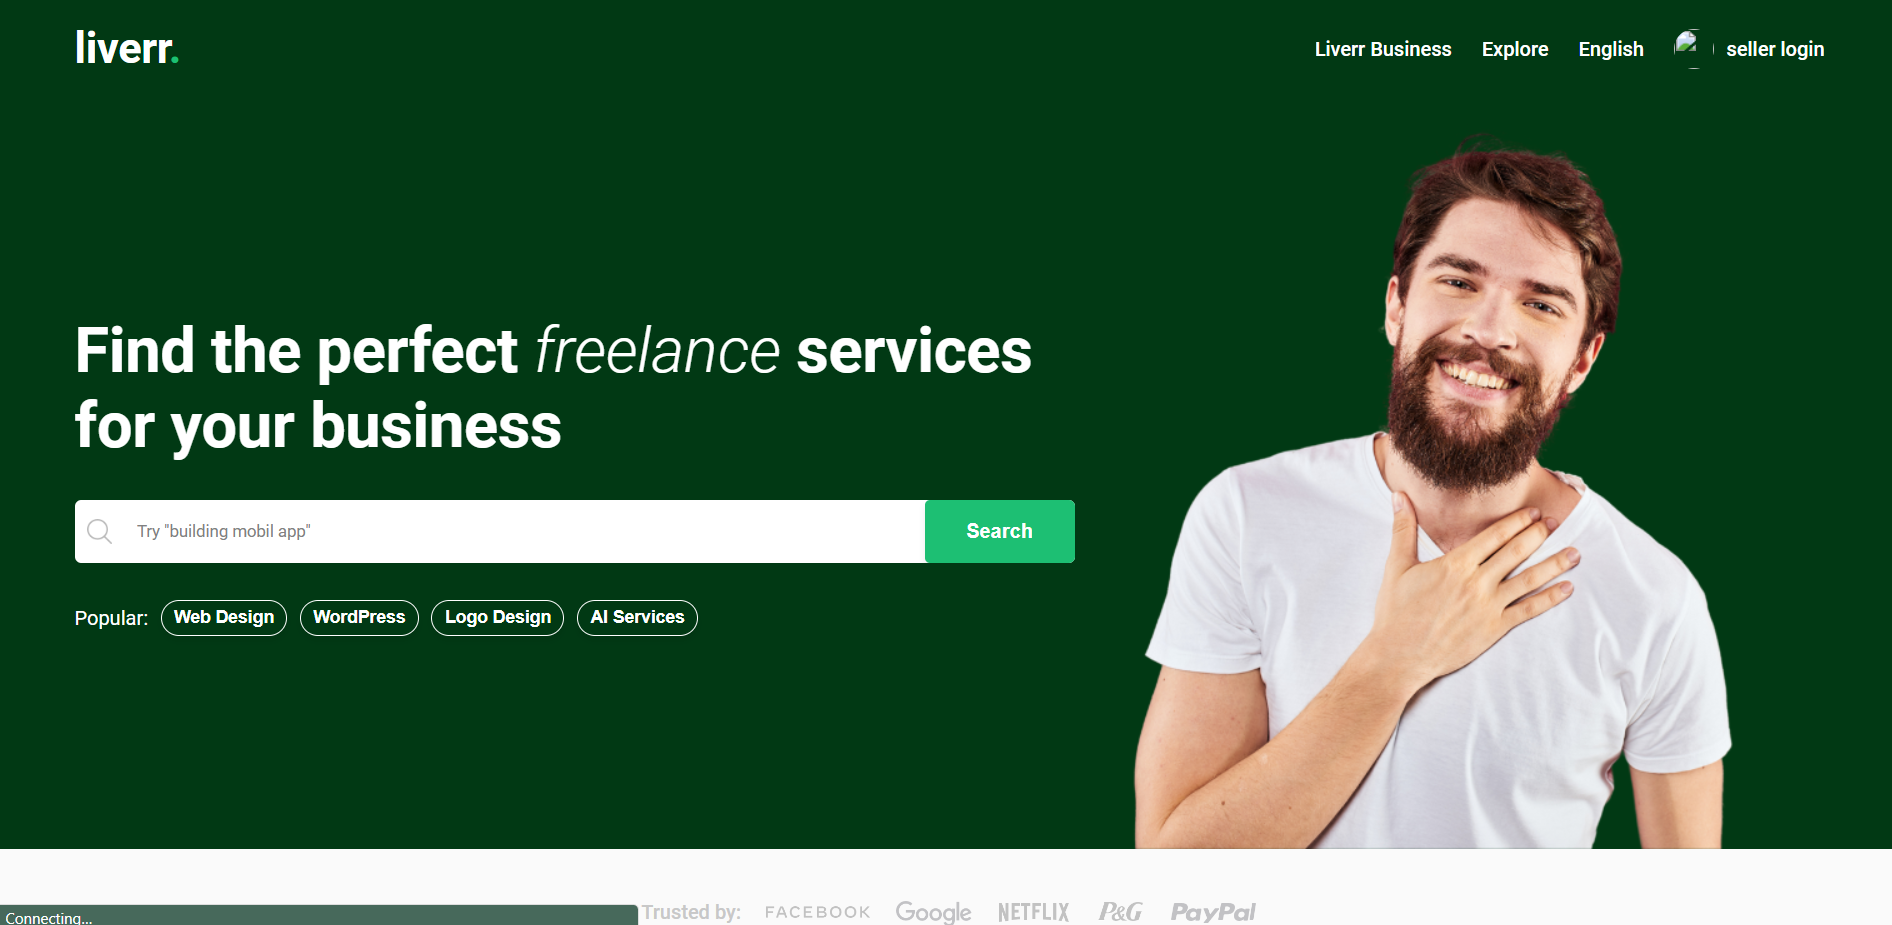 liverr.
Liverr Business
Explore
English
seller login
Find the perfect freelance services
for your business
Try "building mobil app"
Search
Popular:
Web Design
WordPress
Logo Design
AI Services
Trusted by:
FACEBOOK
Google
NETFLIX
P&G
PayPal
Connecting...